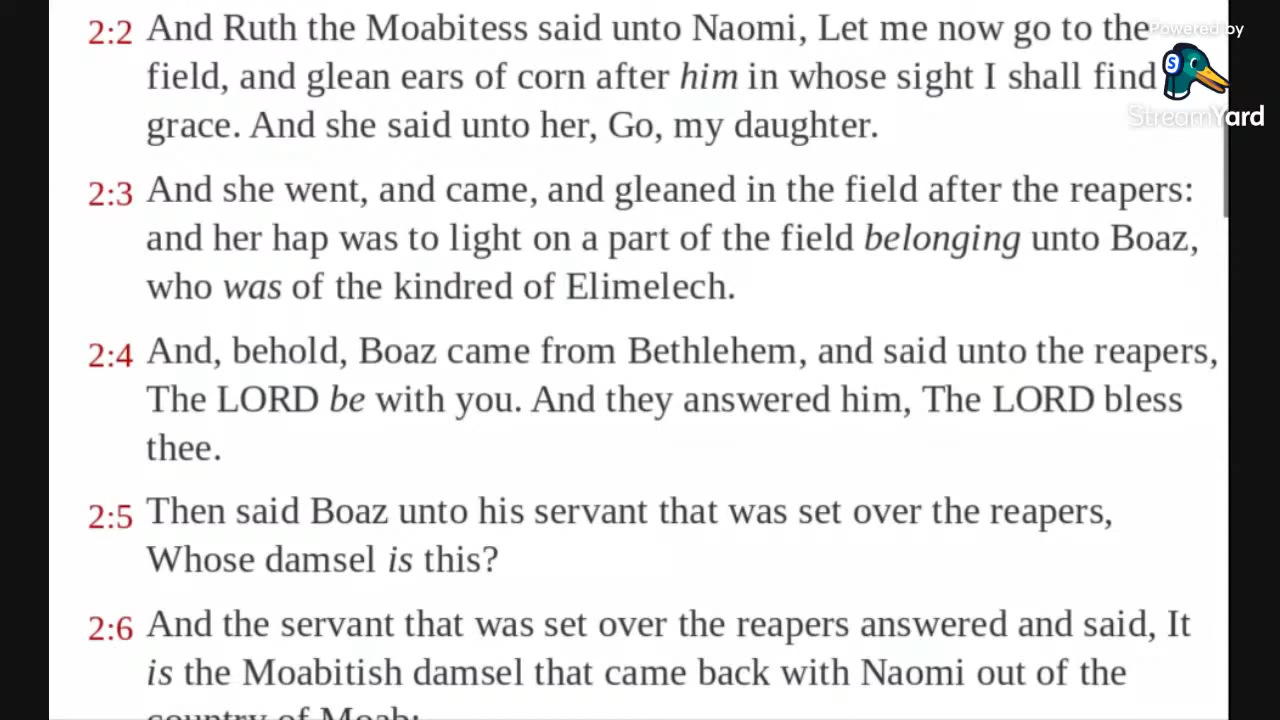 2:2 And Ruth the Moabitess said unto Naomi, Let me now go to the
field, and glean ears of corn after him in whose sight I shall find
grace. And she said unto her, Go, my daughter.
2:3 And she went, and came, and gleaned in the field after the reapers:
and her hap was to light on a part of the field belonging unto Boaz,
who was of the kindred of Elimelech.
2:4 And, behold, Boaz came from Bethlehem, and said unto the reapers,
The LORD be with you. And they answered him, The LORD bless
thee.
2:5 Then said Boaz unto his servant that was set over the reapers,
Whose damsel is this?
2:6 And the servant that was set over the reapers answered and said, It
is the Moabitish damsel that came back with Naomi out of the
country of Moab:
Powered by
S
StreamYard